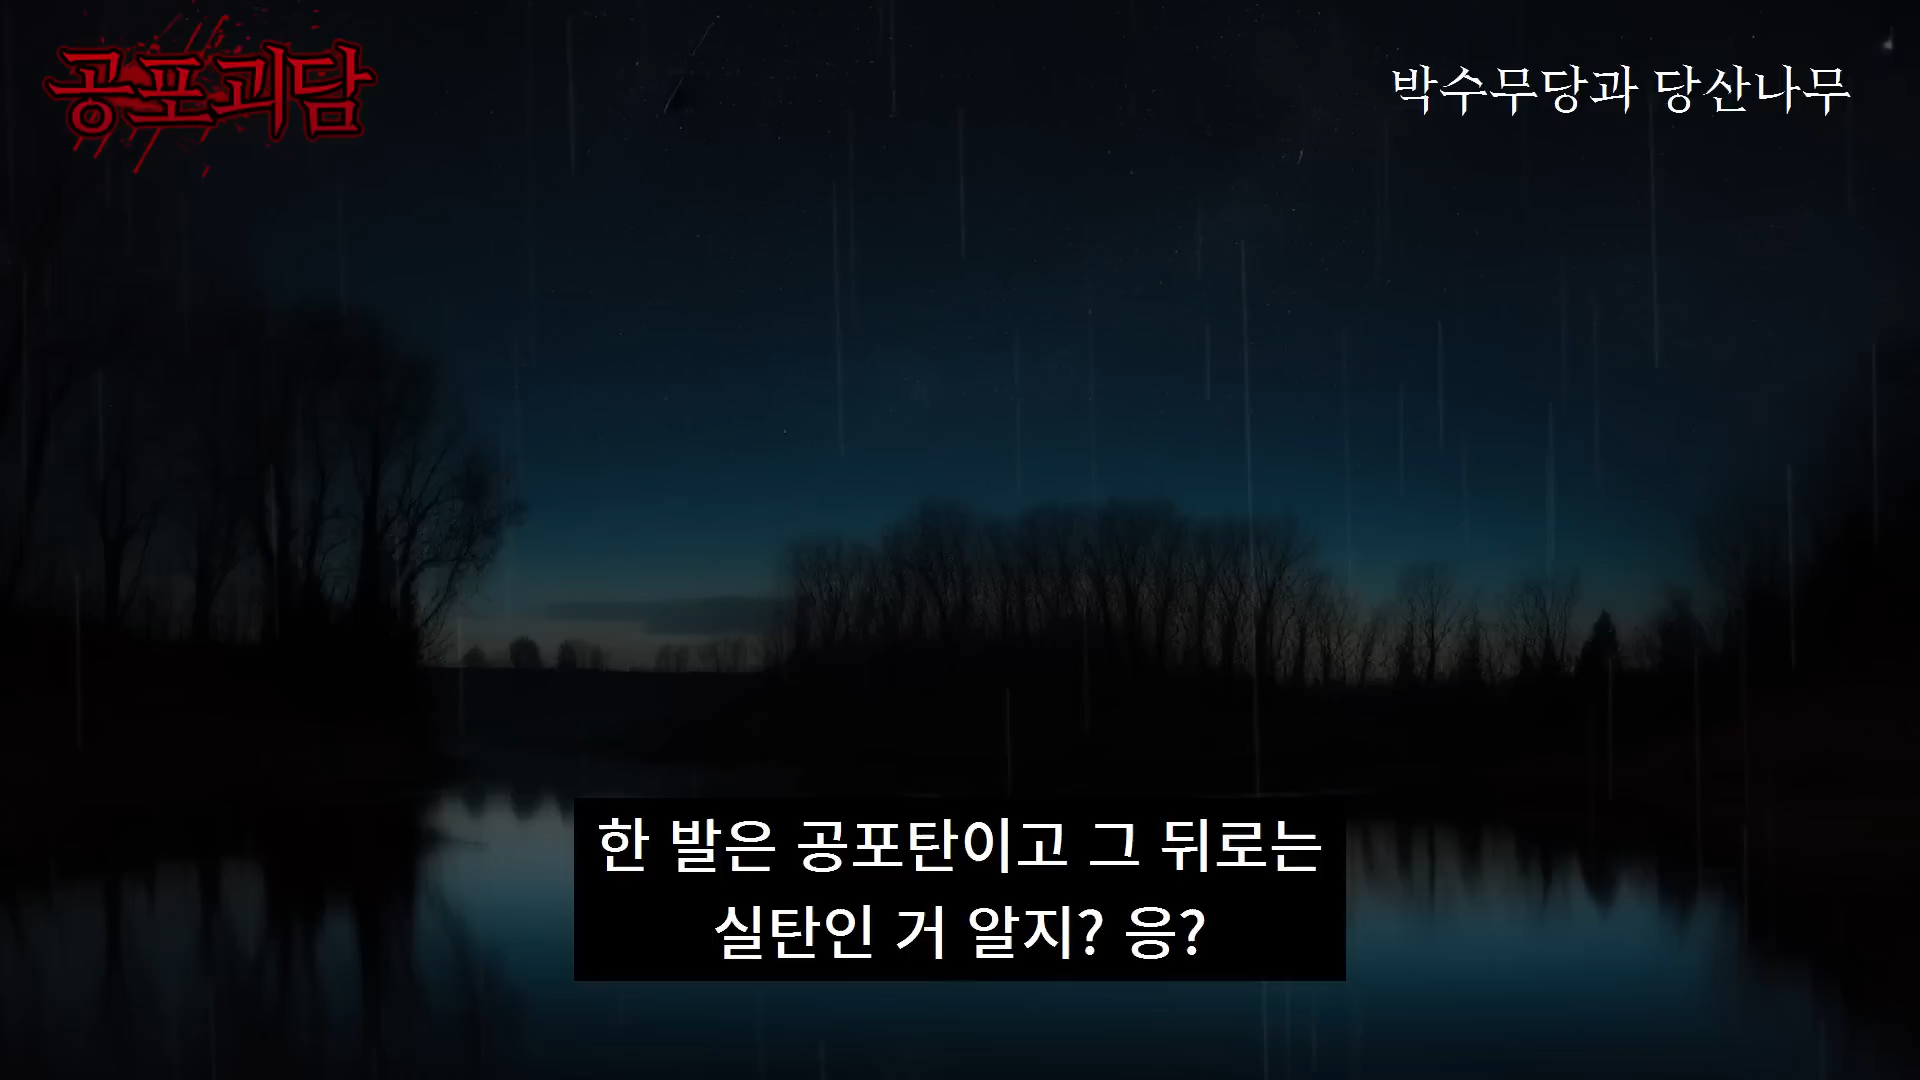 공포괴담
박수무당과 당산나무
한 발은 공포탄이고 그 뒤로는
실탄인 거 알지? 응?